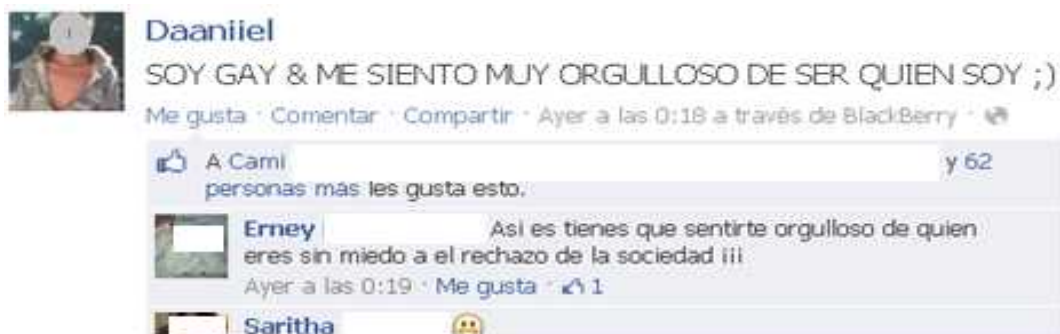 Daaniiel
SOY GAY & ME SIENTO MUY ORGULLOSO DE SER QUIEN SOY ;)
Me gusta · Comentar · Compartir · Ayer a las 0:18 a través de BlackBerry ·
A Cami y 62
personas más les gusta esto.
Erney Asi es tienes que sentirte orgulloso de quien
eres sin miedo a el rechazo de la sociedad iii
Ayer a las 0:19 · Me gusta · 1
Saritha